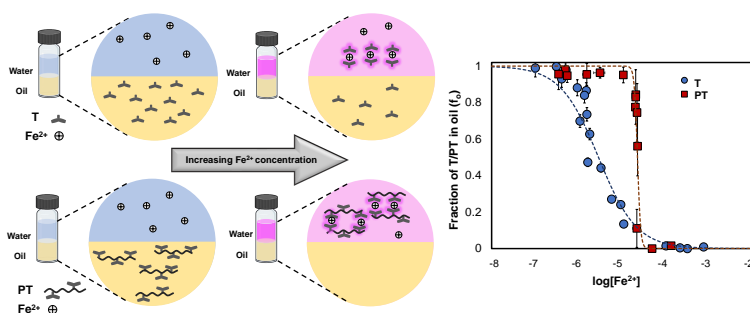 Water
Oil
T
Fe²⁺
Water
Oil
Increasing Fe²⁺ concentration
Water
Oil
PT
Fe²⁺
Water
Oil
Fraction of T/PT
in oil (fₒ)
1
0.8
0.6
0.4
0.2
0
T
PT
-8 -7 -6 -5 -4 -3 -2
log[Fe²⁺]